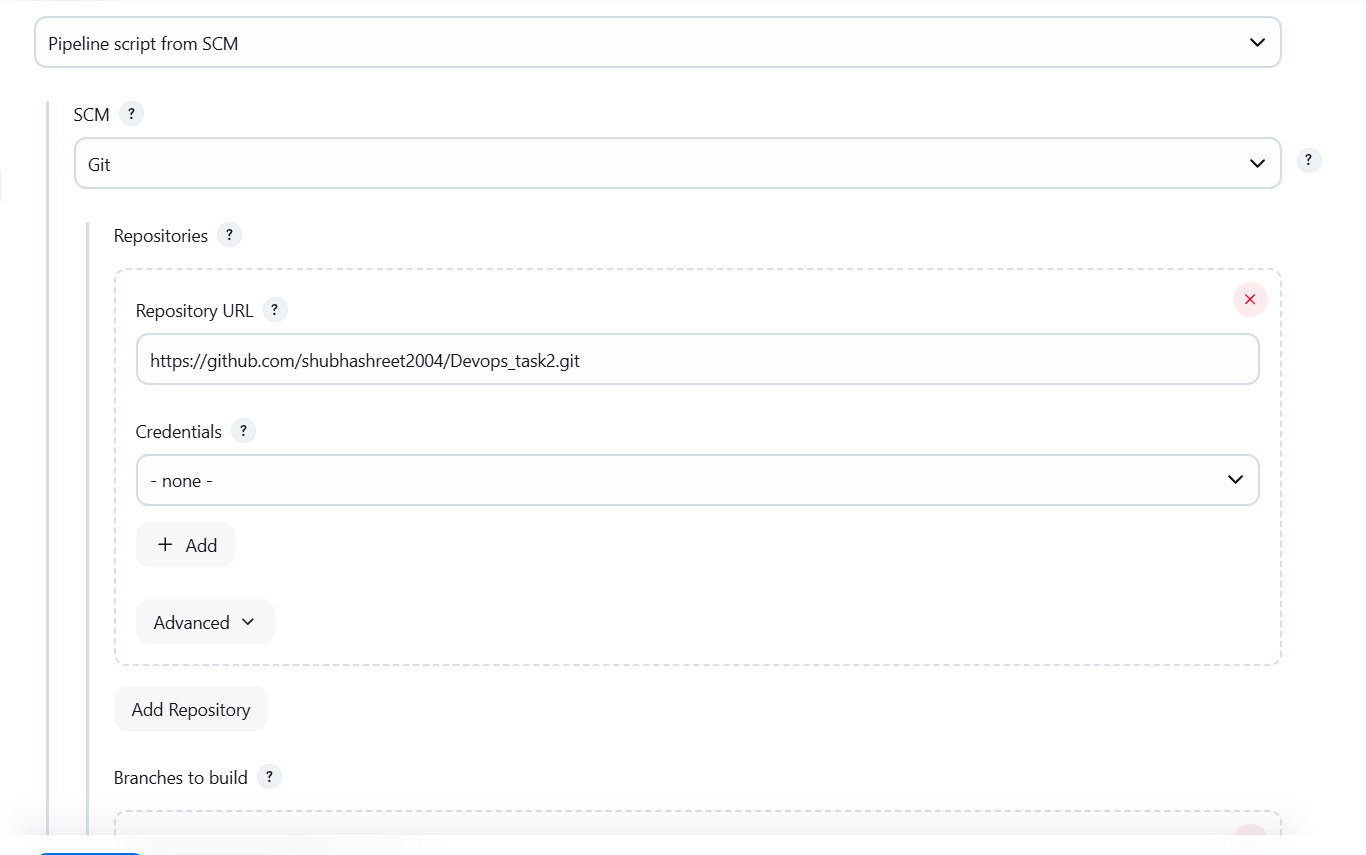 Pipeline script from SCM
SCM ?
Git
?
Repositories ?
Repository URL ?
https://github.com/shubhashreet2004/Devops_task2.git
Credentials ?
- none -
+ Add
Advanced
Add Repository
Branches to build ?